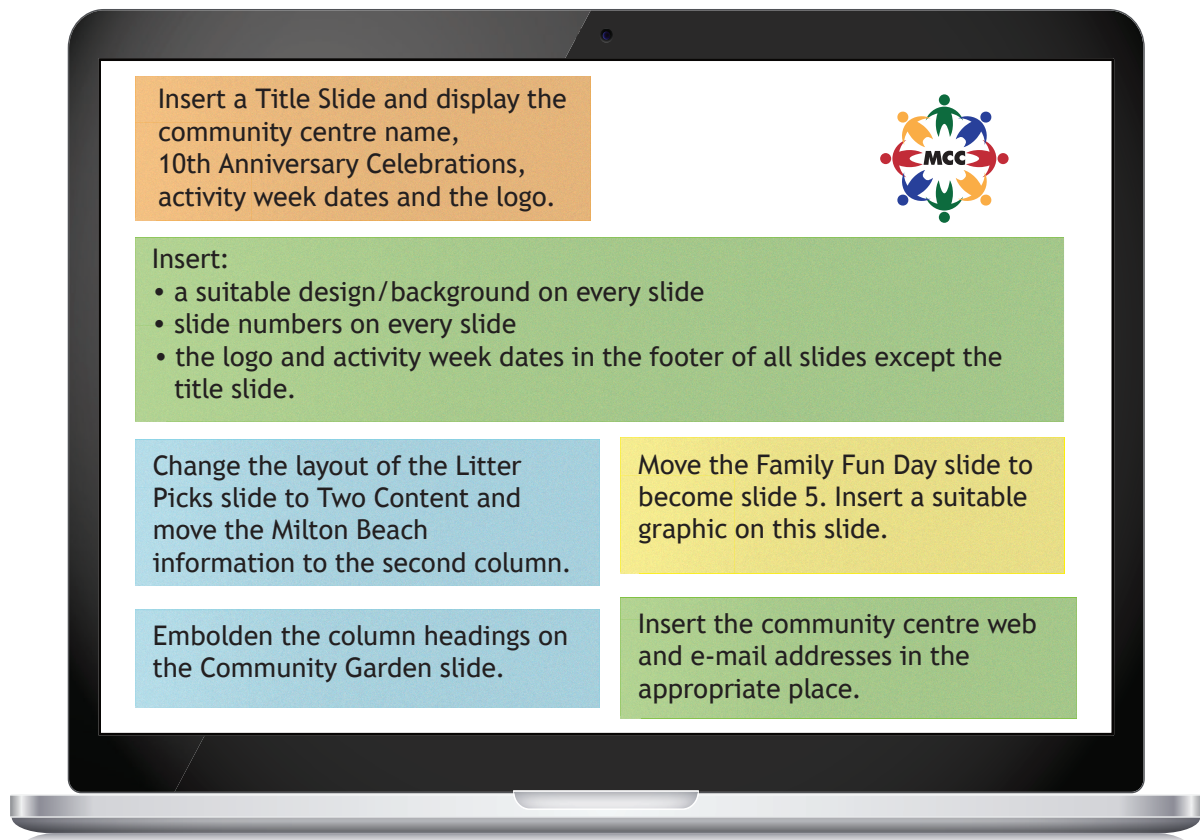 Insert a Title Slide and display the
community centre name,
10th Anniversary Celebrations,
activity week dates and the logo.
MCC
Insert:
• a suitable design/background on every slide
• slide numbers on every slide
• the logo and activity week dates in the footer of all slides except the
title slide.
Change the layout of the Litter
Picks slide to Two Content and
move the Milton Beach
information to the second column.
Move the Family Fun Day slide to
become slide 5. Insert a suitable
graphic on this slide.
Embolden the column headings on
the Community Garden slide.
Insert the community centre web
and e-mail addresses in the
appropriate place.